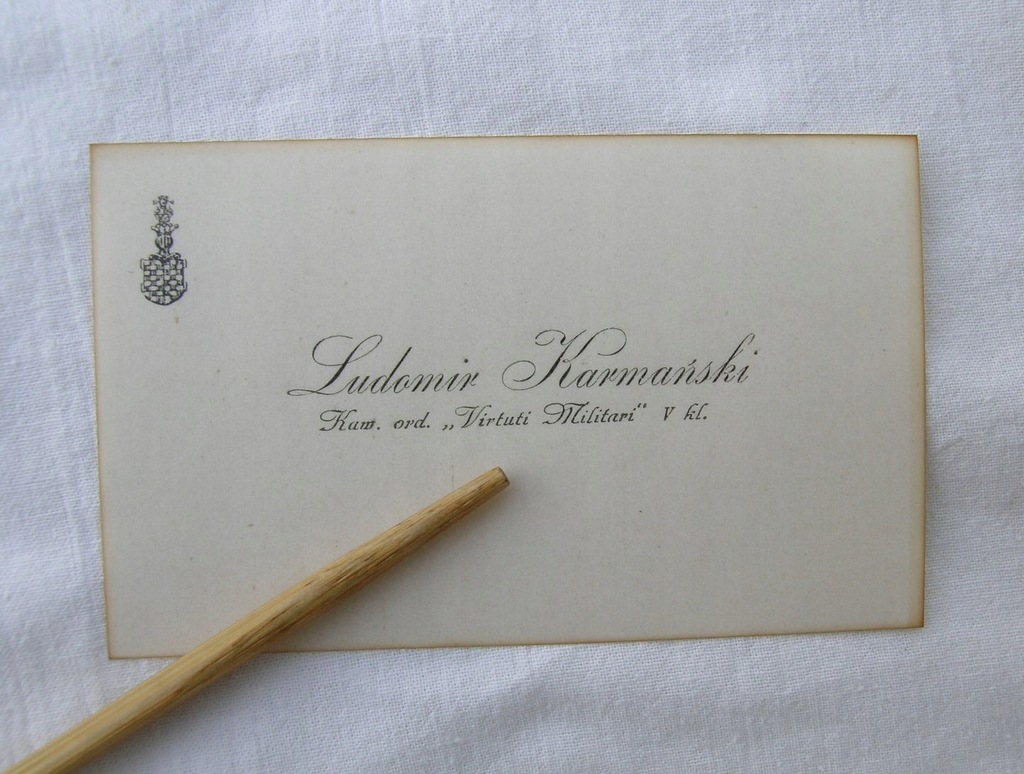 Ludomir Karmański
Kaw. ord. „Virtuti Militari“ V kl.